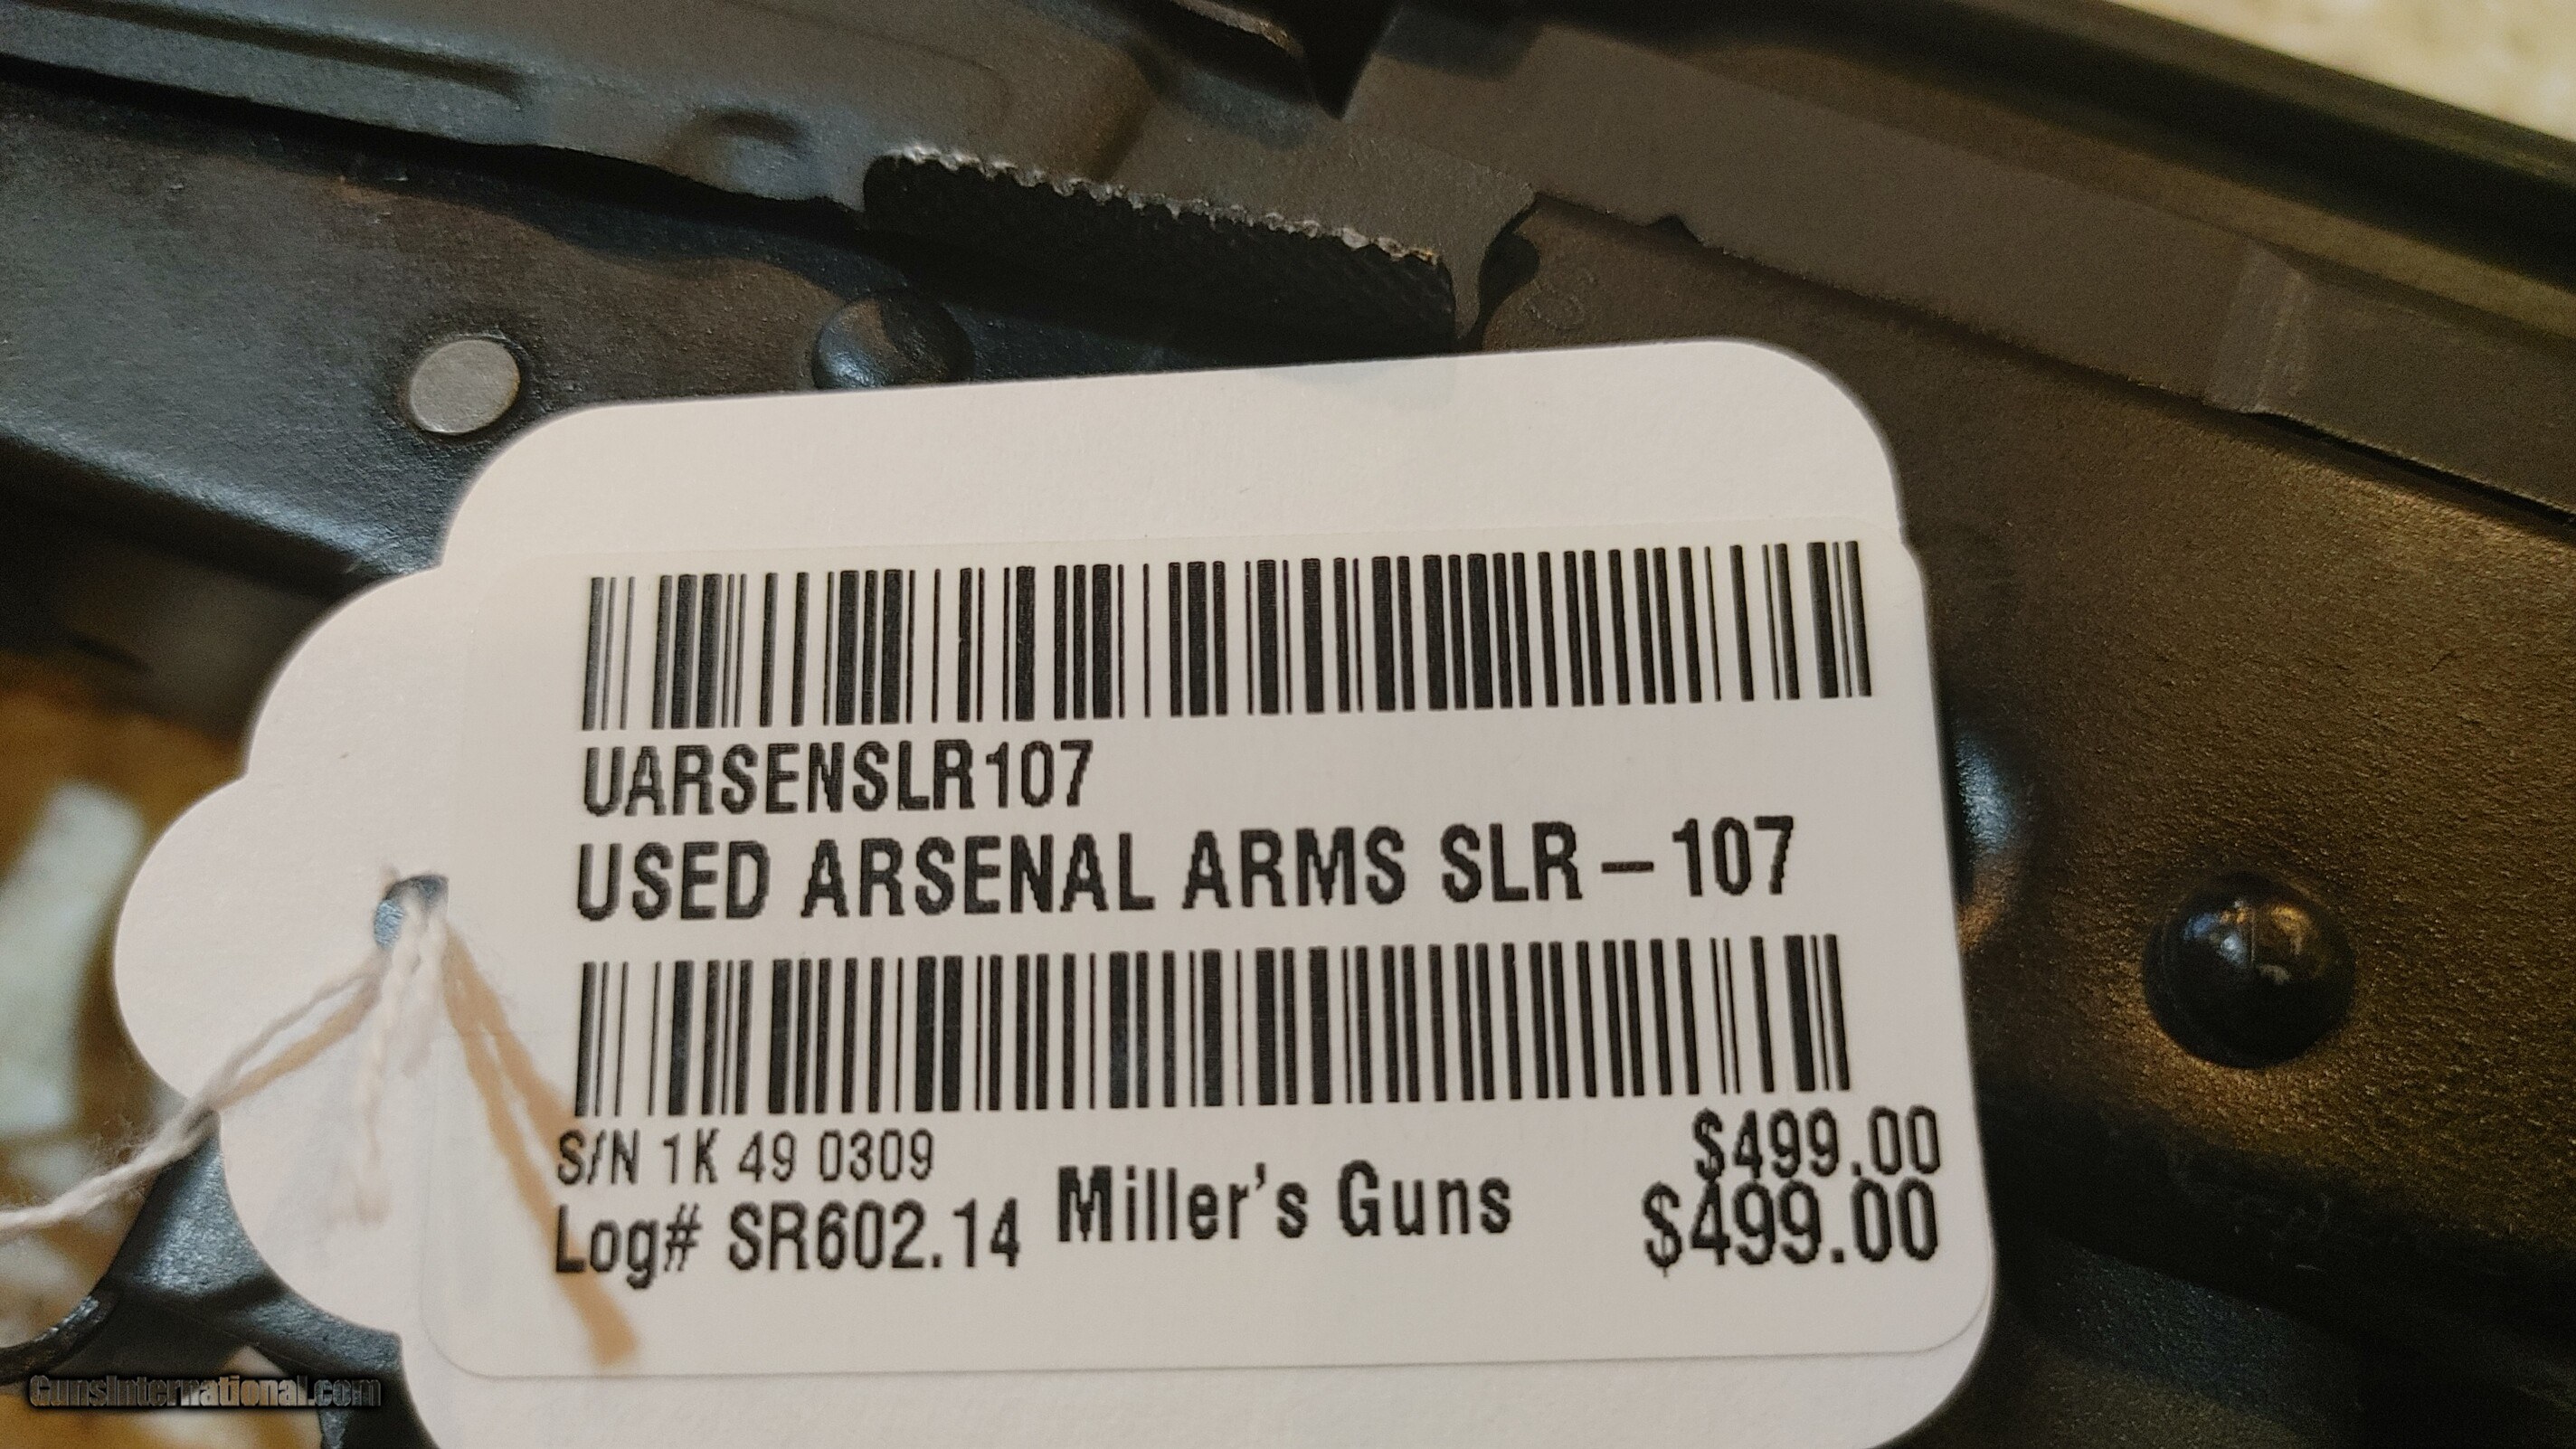 UARSENSLR107
USED ARSENAL ARMS SLR-107
S/N 1K 49 0309
$499.00
Log# SR602.14 Miller's Guns $499.00
GunsInternational.com